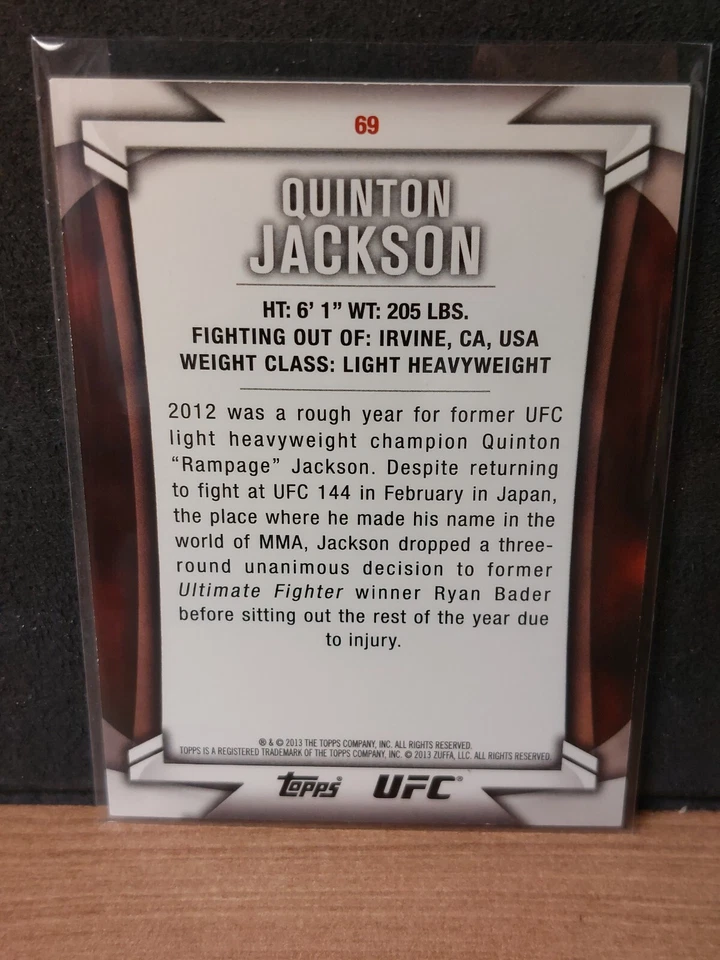 69
QUINTON
JACKSON
HT: 6' 1" WT: 205 LBS.
FIGHTING OUT OF: IRVINE, CA, USA
WEIGHT CLASS: LIGHT HEAVYWEIGHT
2012 was a rough year for former UFC
light heavyweight champion Quinton
“Rampage” Jackson. Despite returning
to fight at UFC 144 in February in Japan,
the place where he made his name in the
world of MMA, Jackson dropped a three-
round unanimous decision to former
Ultimate Fighter winner Ryan Bader
before sitting out the rest of the year due
to injury.
® & © 2013 THE TOPPS COMPANY, INC. ALL RIGHTS RESERVED.
TOPPS IS A REGISTERED TRADEMARK OF THE TOPPS COMPANY, INC. © 2013 ZUFFA, LLC. ALL RIGHTS RESERVED
Topps® UFC®